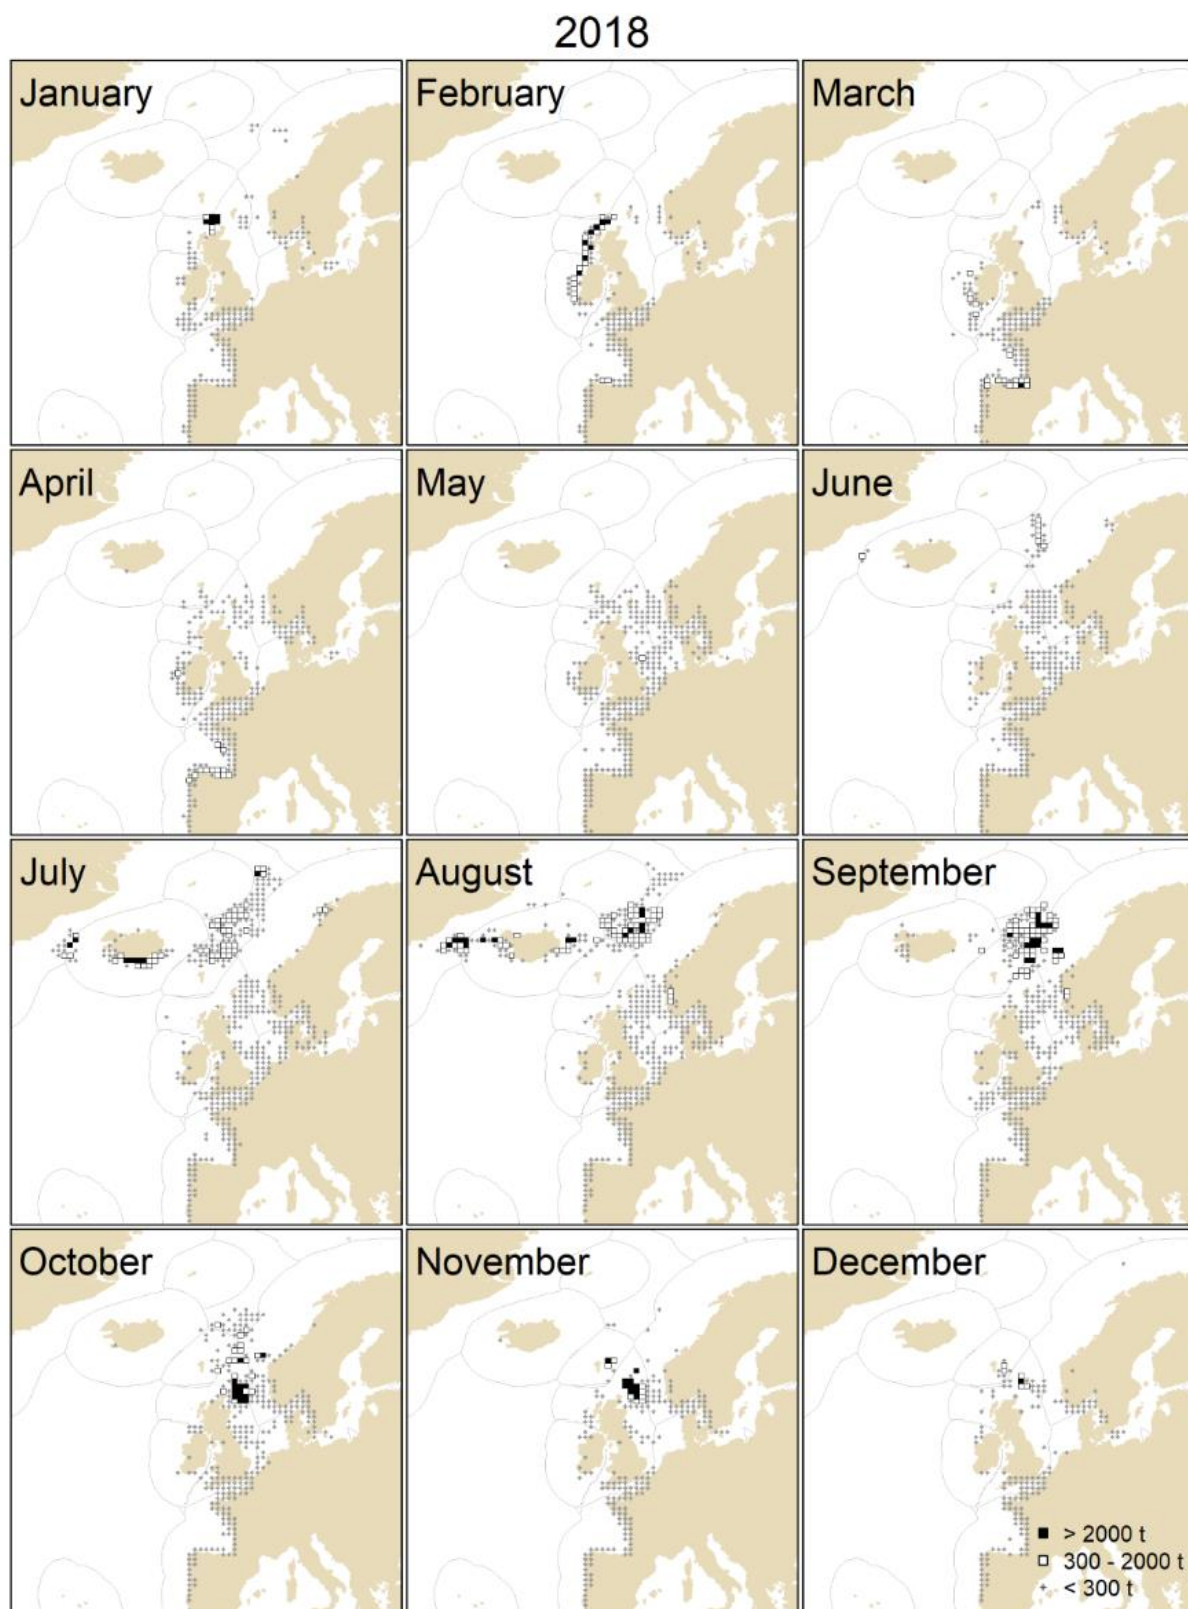 2018
January
February
March
April
May
June
July
August
September
October
November
December
> 2000 t
300 - 2000 t
< 300 t